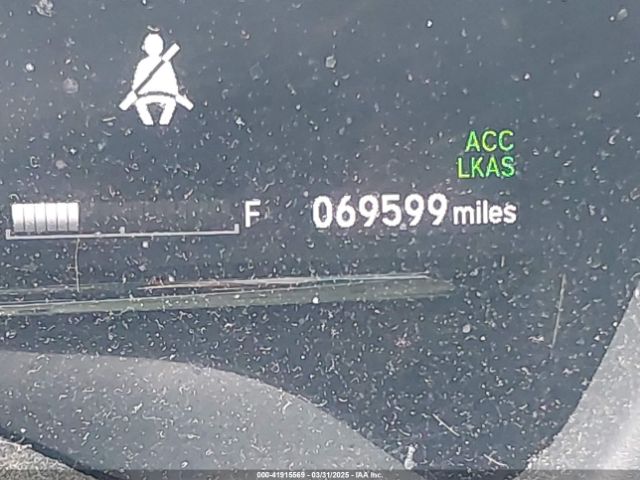 ACC
LKAS
F 069599 miles
000-41915569 - 03/31/2025 - IAA Inc.